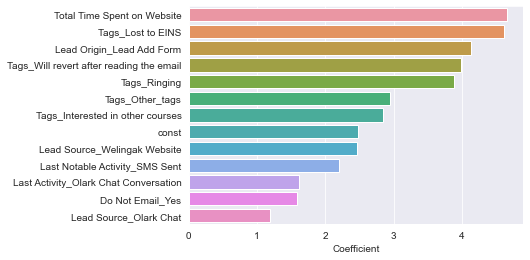 Total Time Spent on Website
Tags_Lost to EINS
Lead Origin_Lead Add Form
Tags_Will revert after reading the email
Tags_Ringing
Tags_Other_tags
Tags_Interested in other courses
const
Lead Source_Welingak Website
Last Notable Activity_SMS Sent
Last Activity_Olark Chat Conversation
Do Not Email_Yes
Lead Source_Olark Chat
0 1 2 3 4
Coefficient